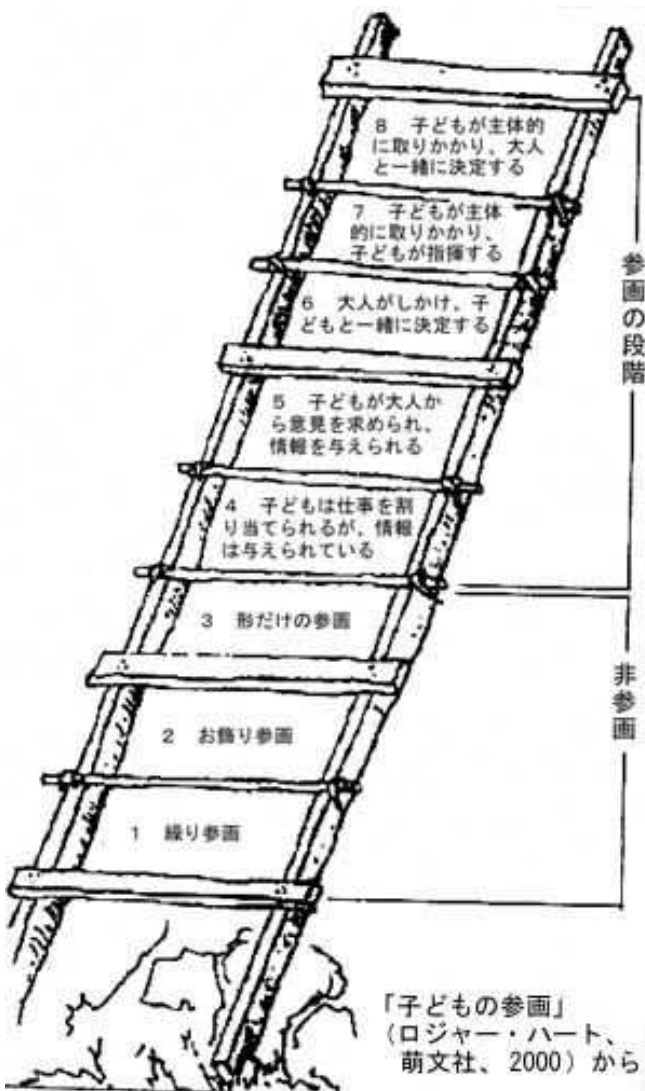 8　子どもが主体的
に取りかかり、大人
と一緒に決定する
7　子どもが主体
的に取りかかり、
子どもが指揮する
6　大人がしかけ、子
どもと一緒に決定する
5　子どもが大人か
ら意見を求められ、
情報を与えられる
4　子どもは仕事を割
り当てられるが、情報
は与えられている
3　形だけの参画
2　お飾り参画
1　繰り参画
参画の段階
非参画
「子どもの参画」
（ロジャー・ハート、
萌文社、2000）から